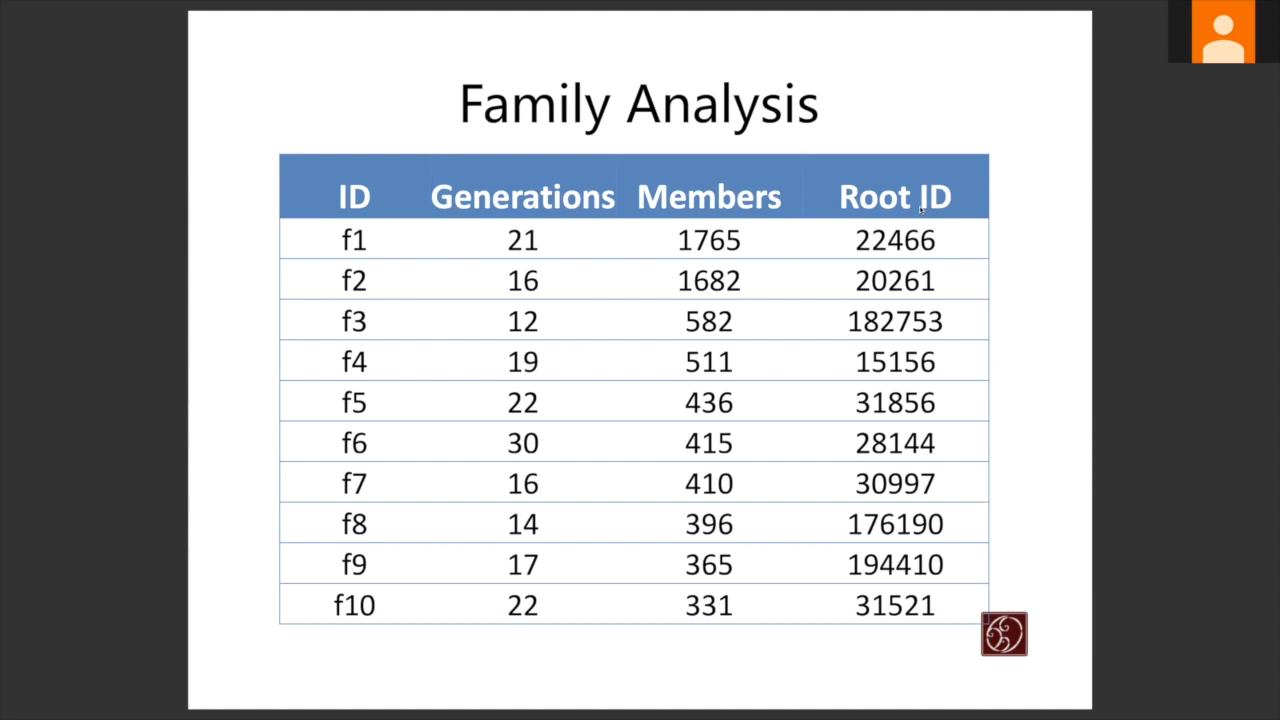 Family Analysis
ID Generations Members Root ID
f1 21 1765 22466
f2 16 1682 20261
f3 12 582 182753
f4 19 511 15156
f5 22 436 31856
f6 30 415 28144
f7 16 410 30997
f8 14 396 176190
f9 17 365 194410
f10 22 331 31521